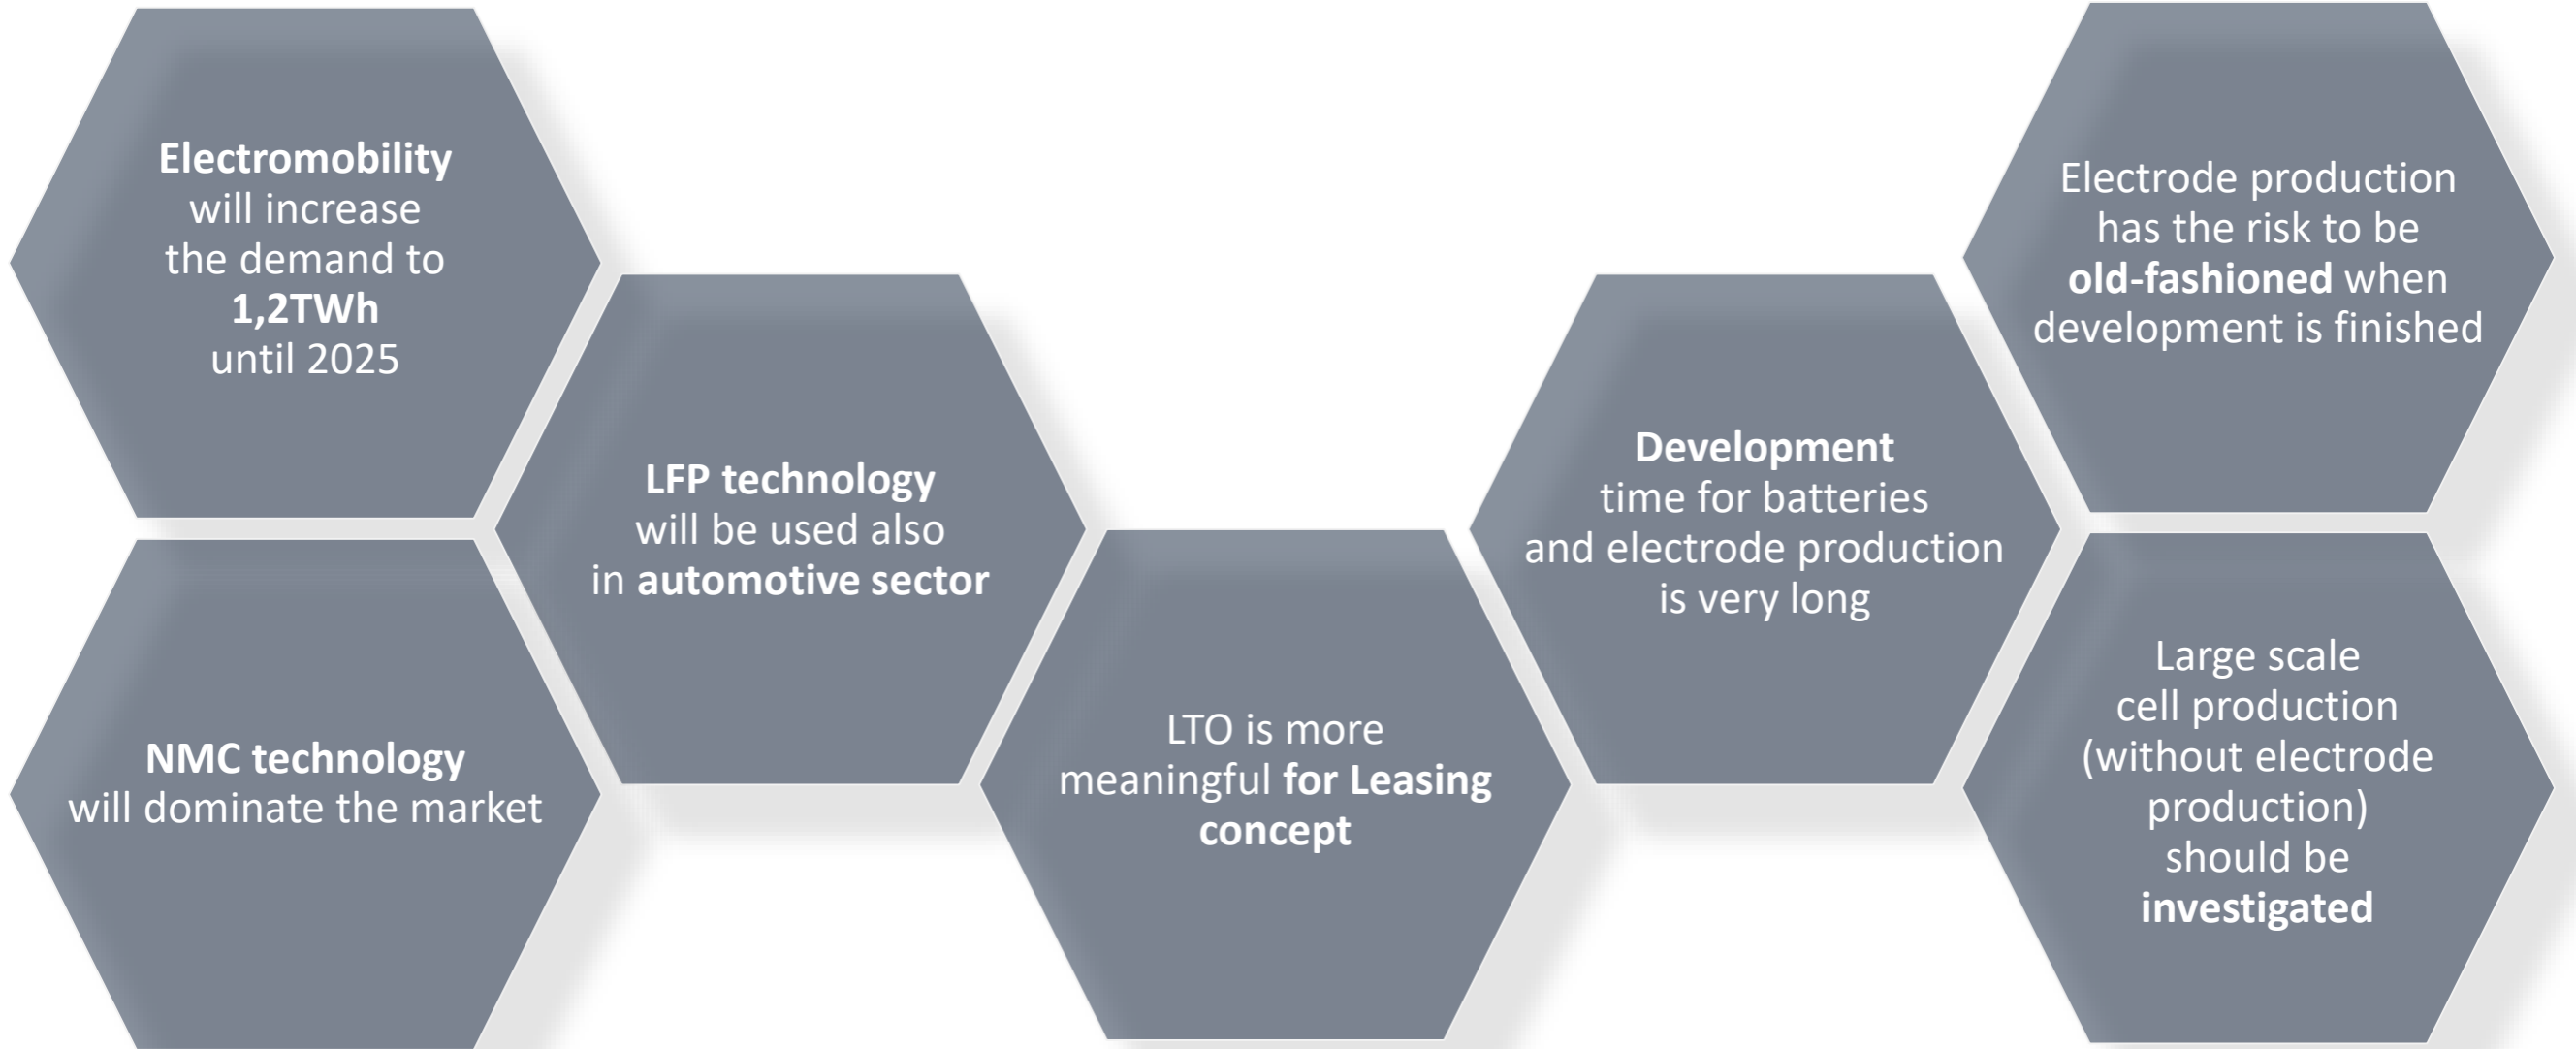 Electromobility
will increase
the demand to
1,2TWh
until 2025
NMC technology
will dominate the market
LFP technology
will be used also
in automotive sector
LTO is more
meaningful for Leasing
concept
Development
time for batteries
and electrode production
is very long
Electrode production
has the risk to be
old-fashioned when
development is finished
Large scale
cell production
(without electrode
production)
should be
investigated